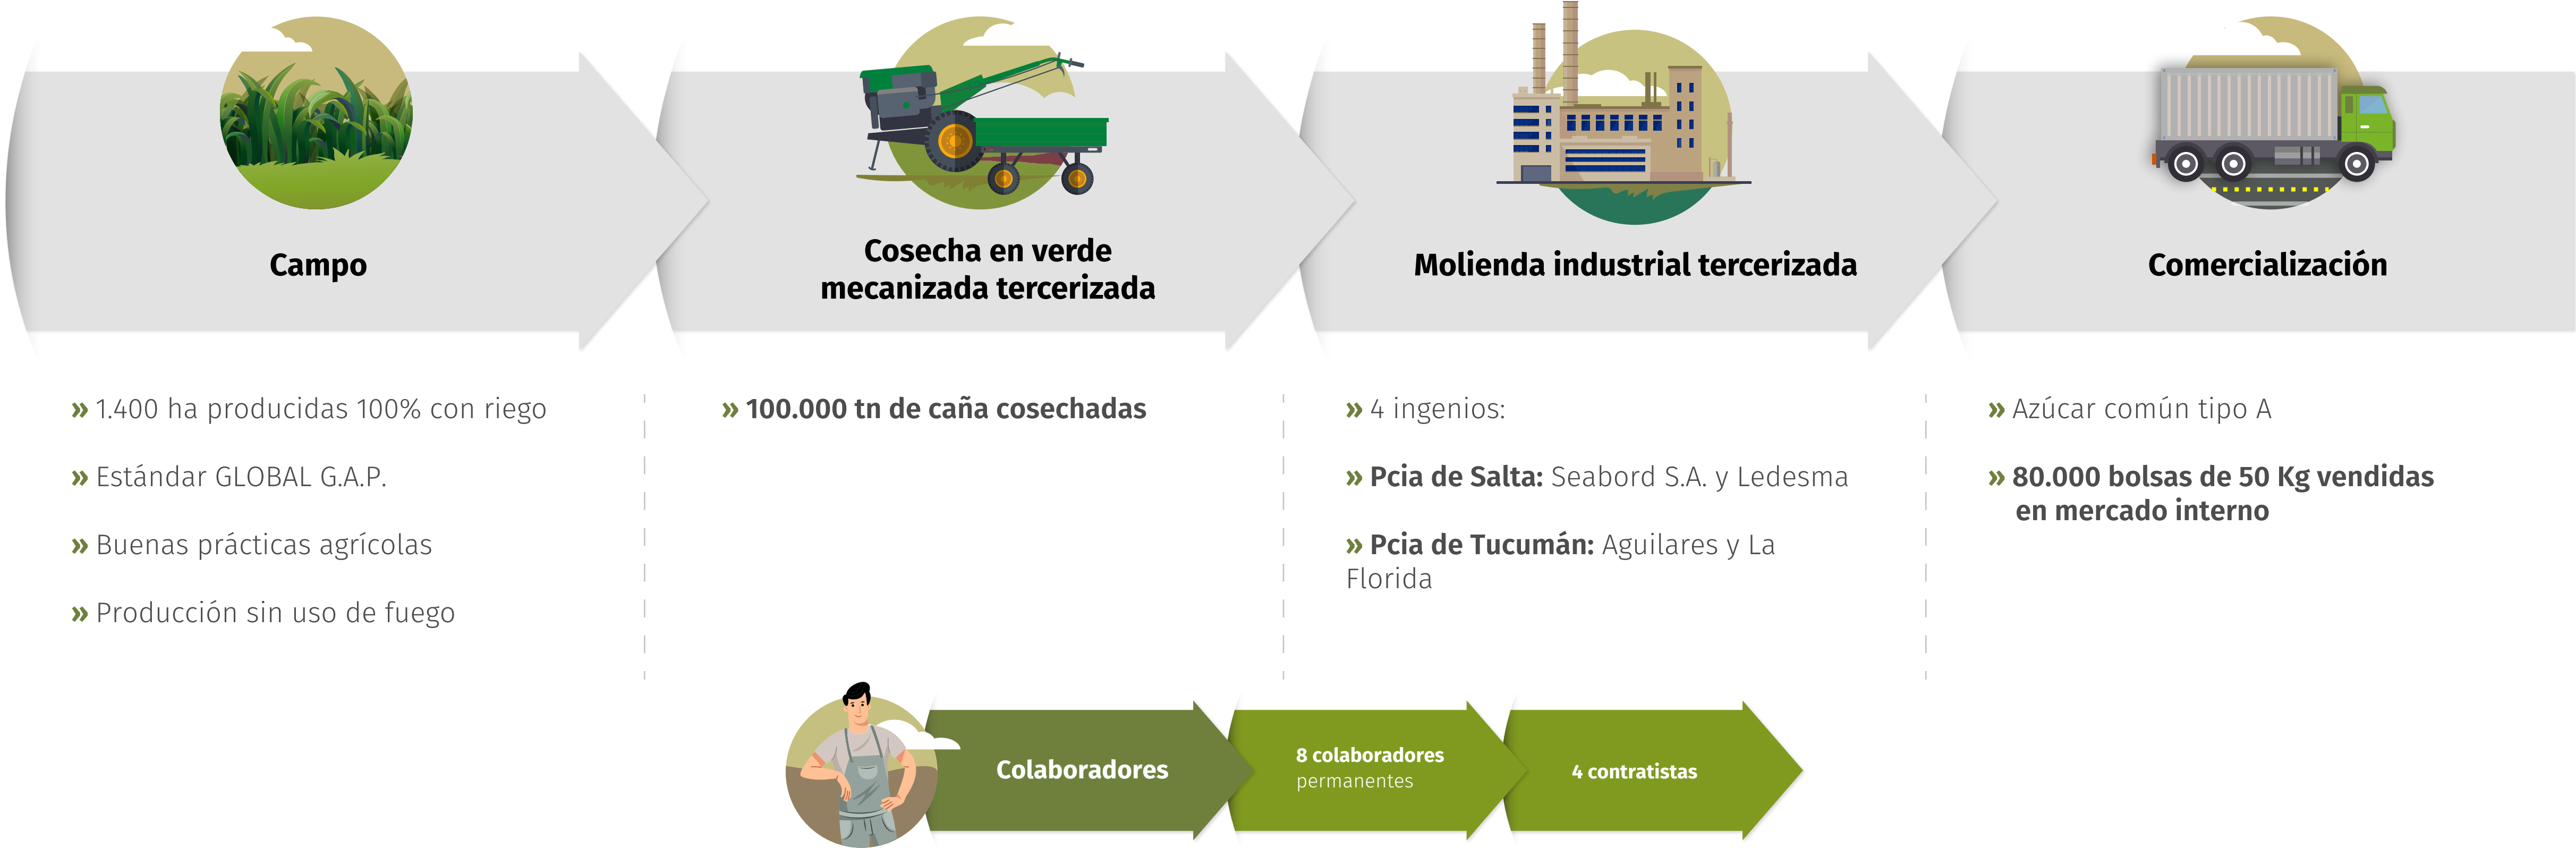 Campo
Cosecha en verde
mecanizada tercerizada
Molienda industrial tercerizada
Comercialización
» 1.400 ha producidas 100% con riego
» Estándar GLOBAL G.A.P.
» Buenas prácticas agrícolas
» Producción sin uso de fuego
» 100.000 tn de caña cosechadas
» 4 ingenios:
» Pcia de Salta: Seabord S.A. y Ledesma
» Pcia de Tucumán: Aguilares y La
Florida
» Azúcar común tipo A
» 80.000 bolsas de 50 Kg vendidas
en mercado interno
Colaboradores
8 colaboradores
permanentes
4 contratistas